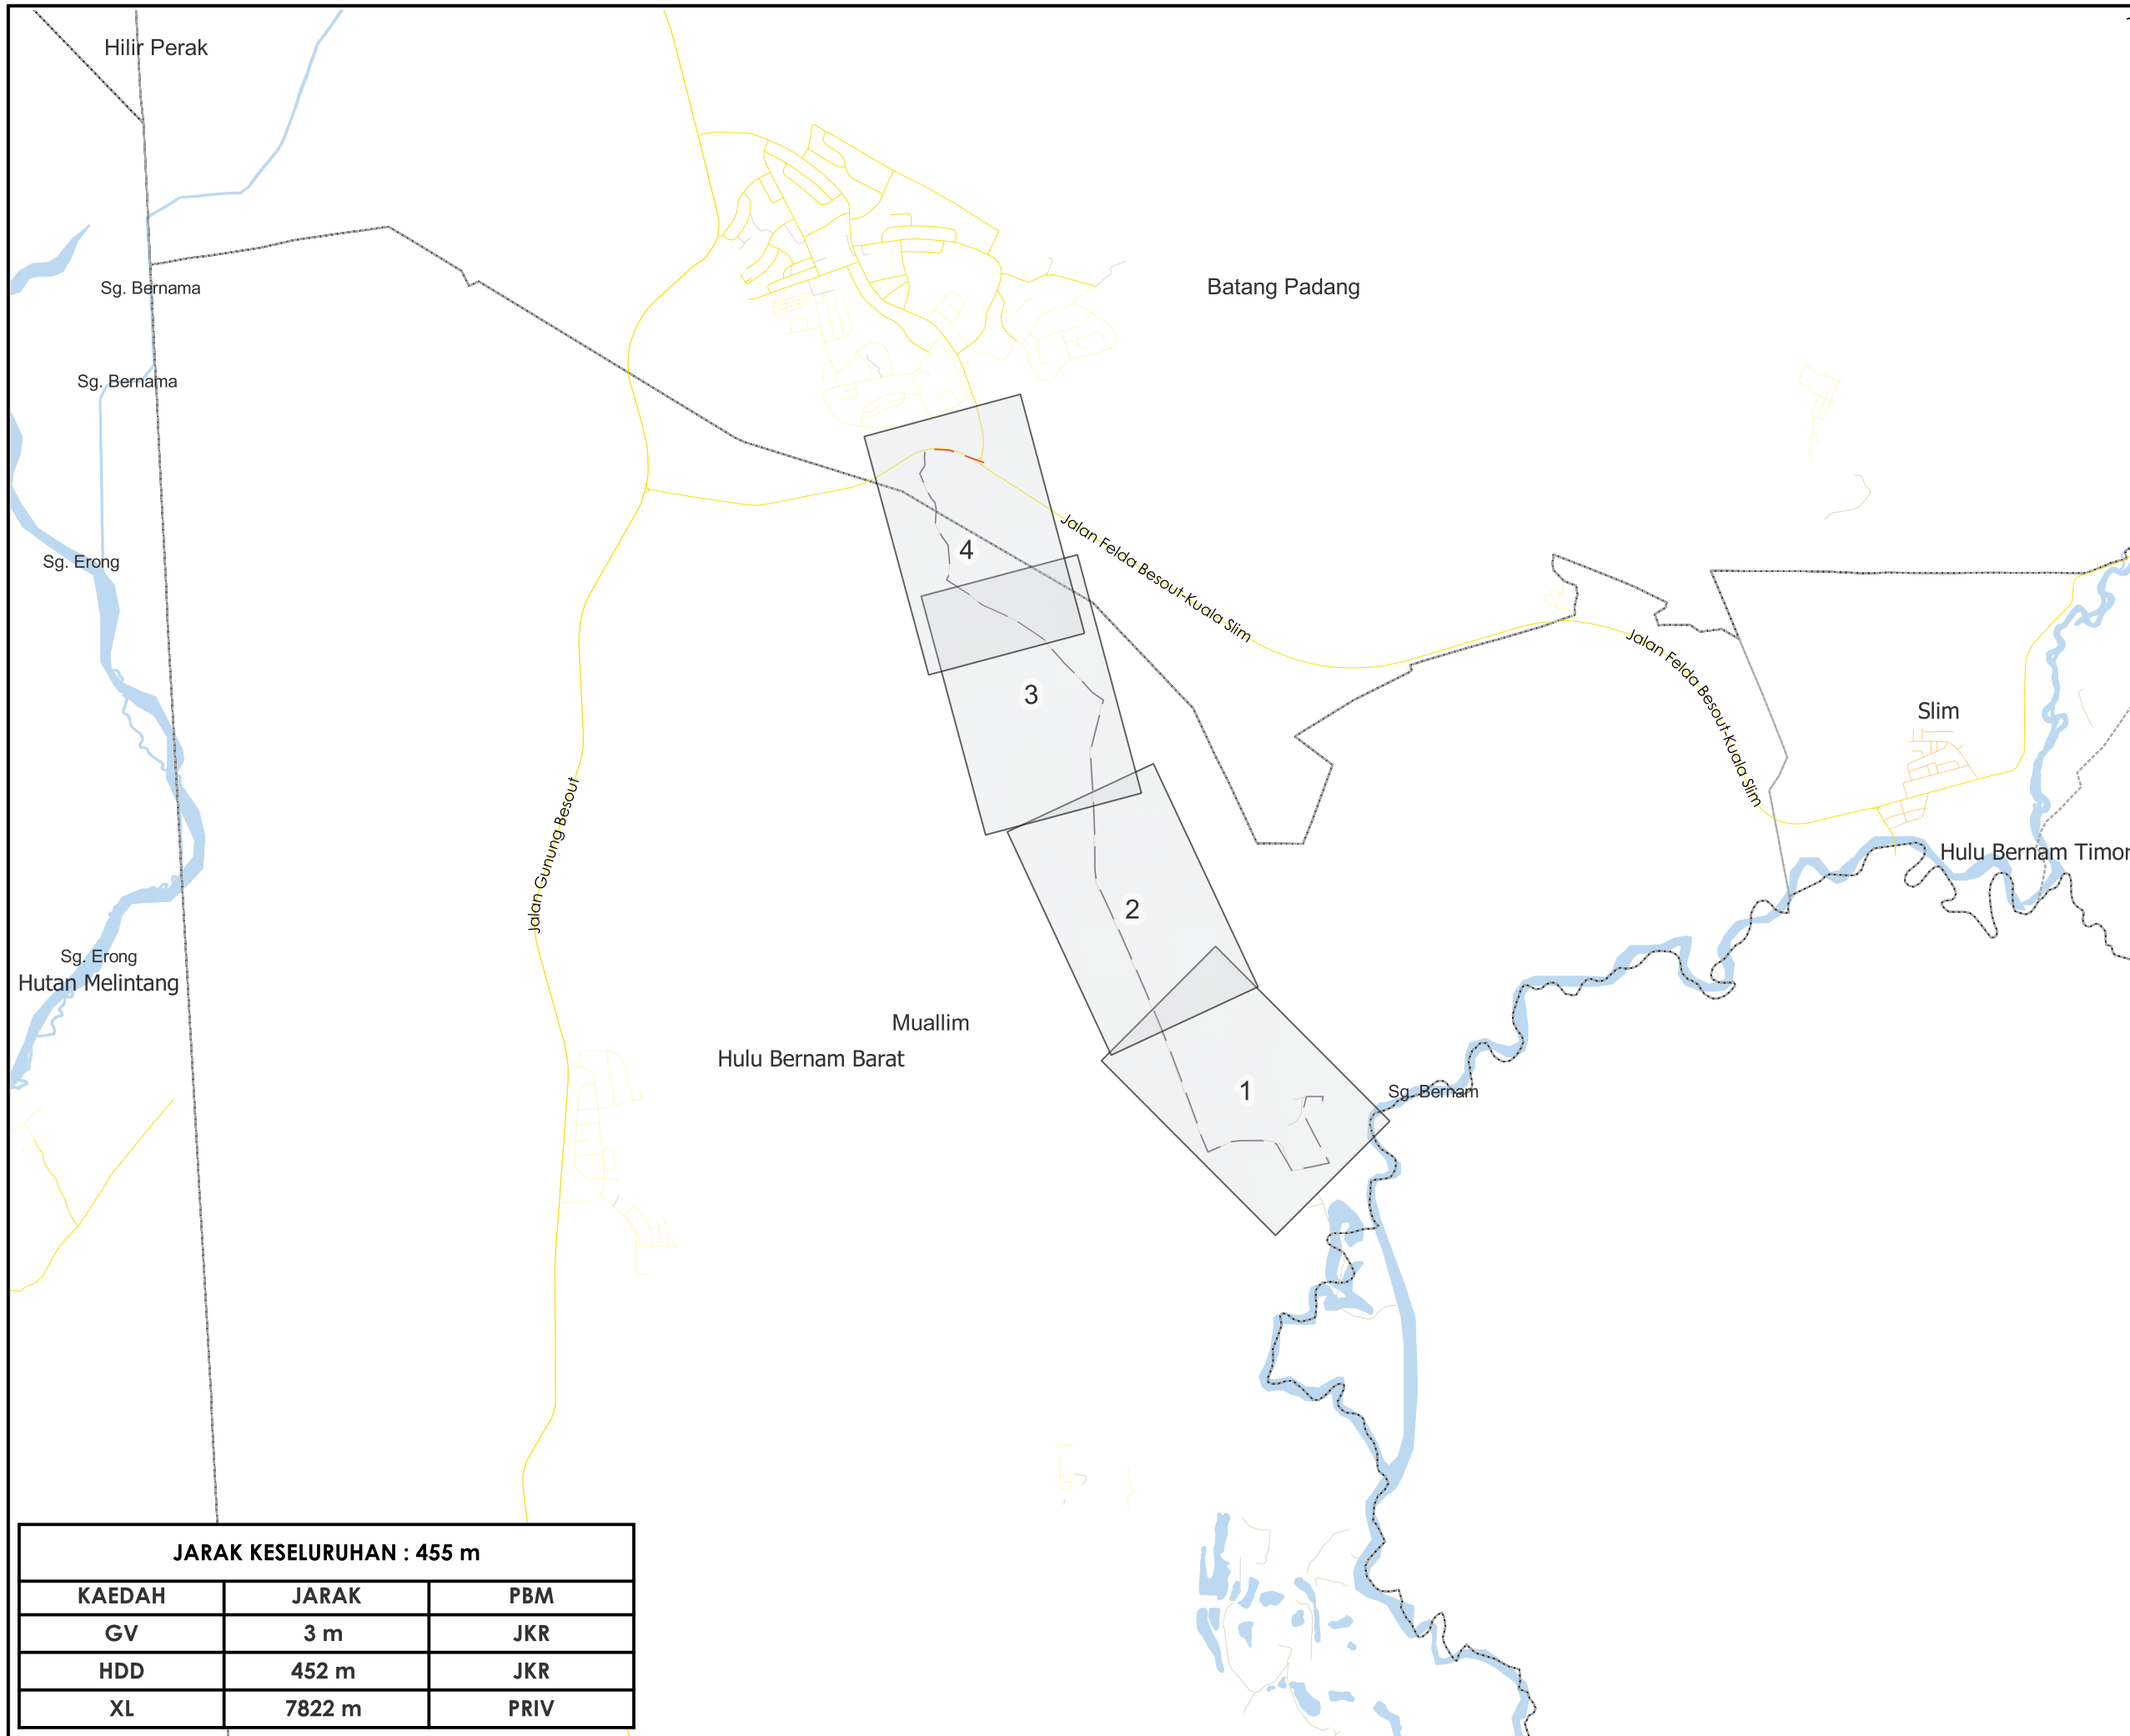 Hilir Perak
Sg. Bernama
Batang Padang
Sg. Bernama
Sg. Erong
4
Jalan Felda Besout-Kuala Slim
3
Jalan Felda Besout-Kuala Slim
Slim
Jalan Gunung Besout
Hulu Bernam Timor
2
Sg. Erong
Hutan Melintang
Muallim
Hulu Bernam Barat
1
Sg. Bernam
JARAK KESELURUHAN : 455 m
KAEDAH JARAK PBM
GV 3 m JKR
HDD 452 m JKR
XL 7822 m PRIV